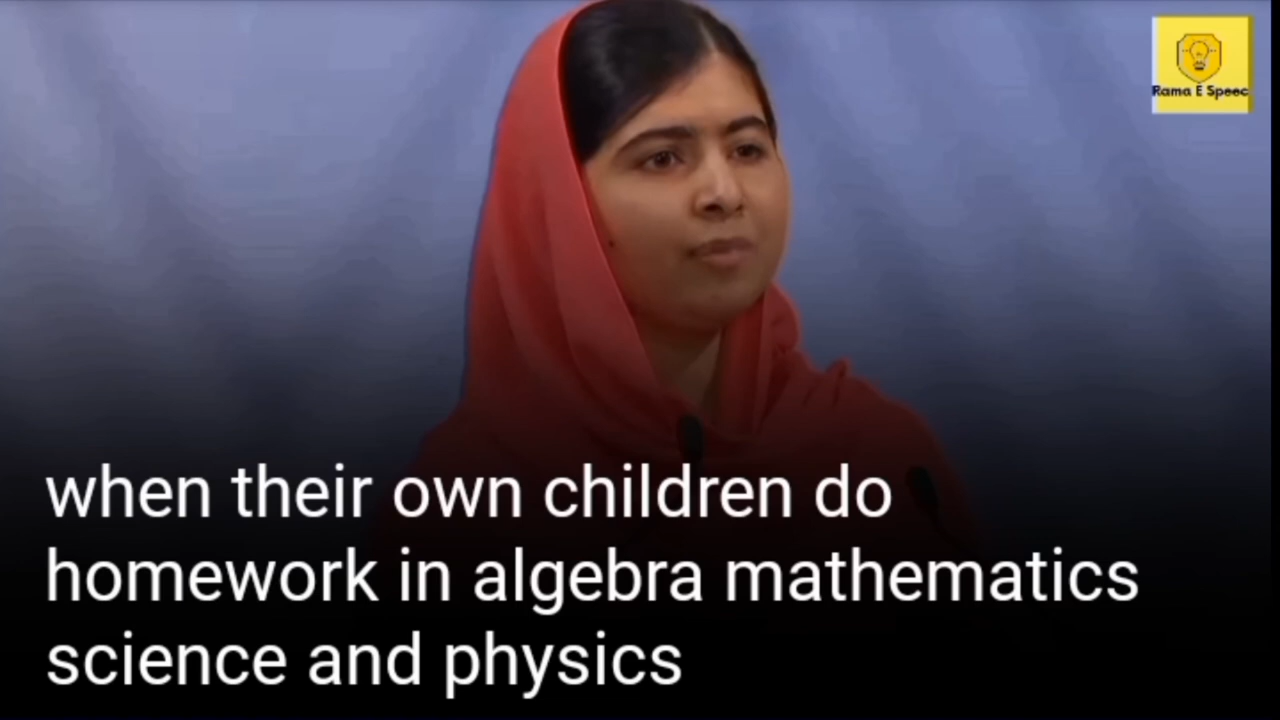 Rama E Speec
when their own children do
homework in algebra mathematics
science and physics